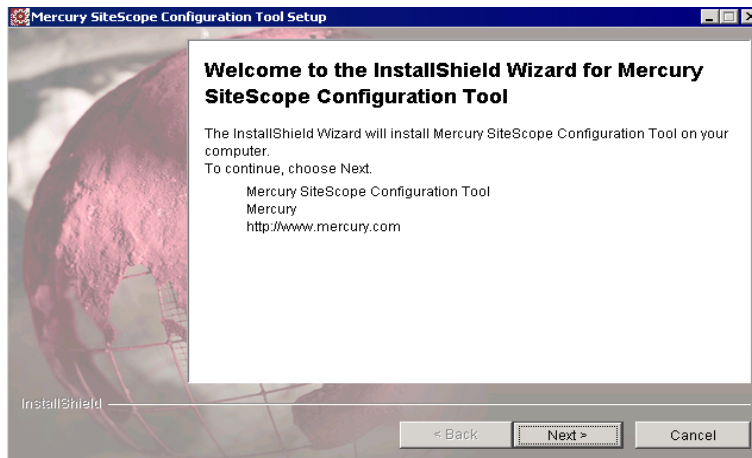 Mercury SiteScope Configuration Tool Setup
Welcome to the InstallShield Wizard for Mercury
SiteScope Configuration Tool
The InstallShield Wizard will install Mercury SiteScope Configuration Tool on your
computer.
To continue, choose Next.
Mercury SiteScope Configuration Tool
Mercury
http://www.mercury.com
InstallShield
< Back Next > Cancel